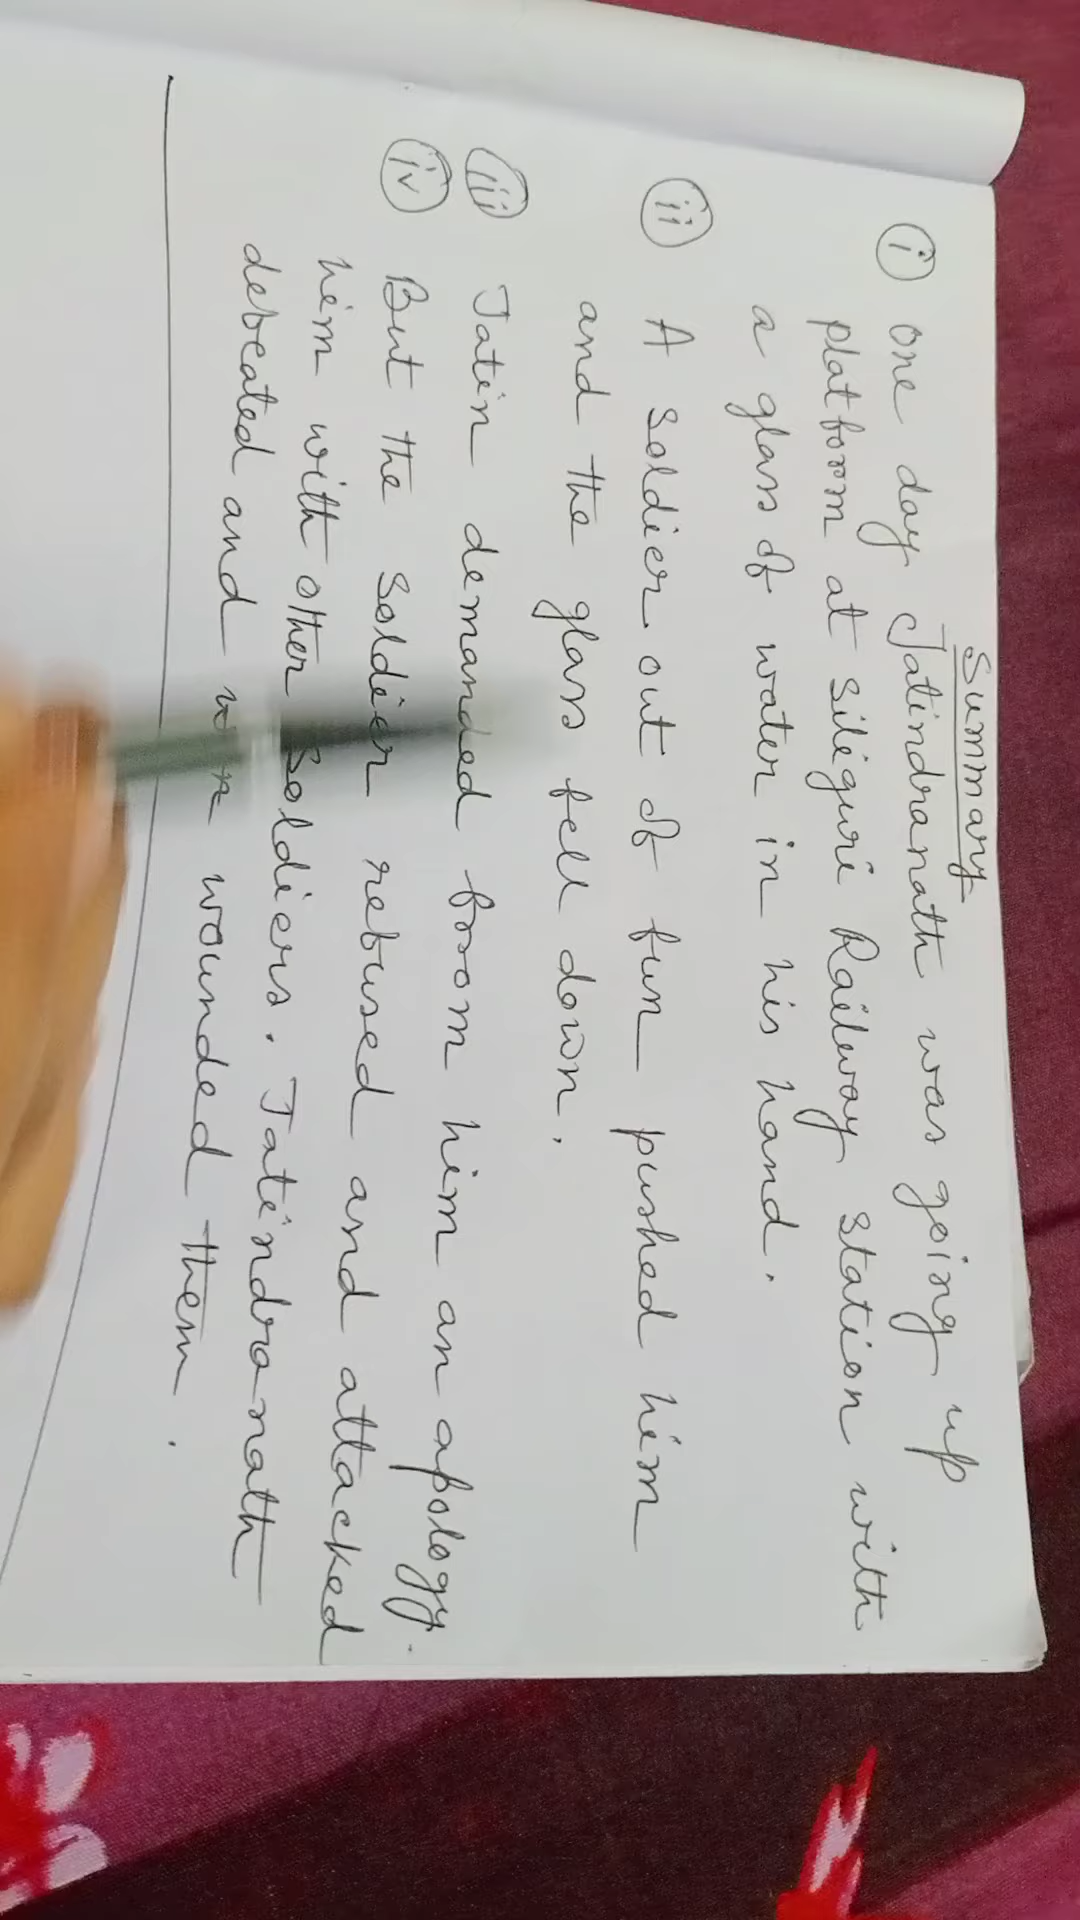 Summary
(i) One day Jatindranath was going up
platform at Siliguri Railway Station with
a glass of water in his hand.
(ii) A soldier out of fun pushed him
and the glass fell down.
(iii) Jatin demanded from him an apology.
(iv) But the soldier refused and attacked
him with other soldiers. Jatindranath
defeated and wounded them.